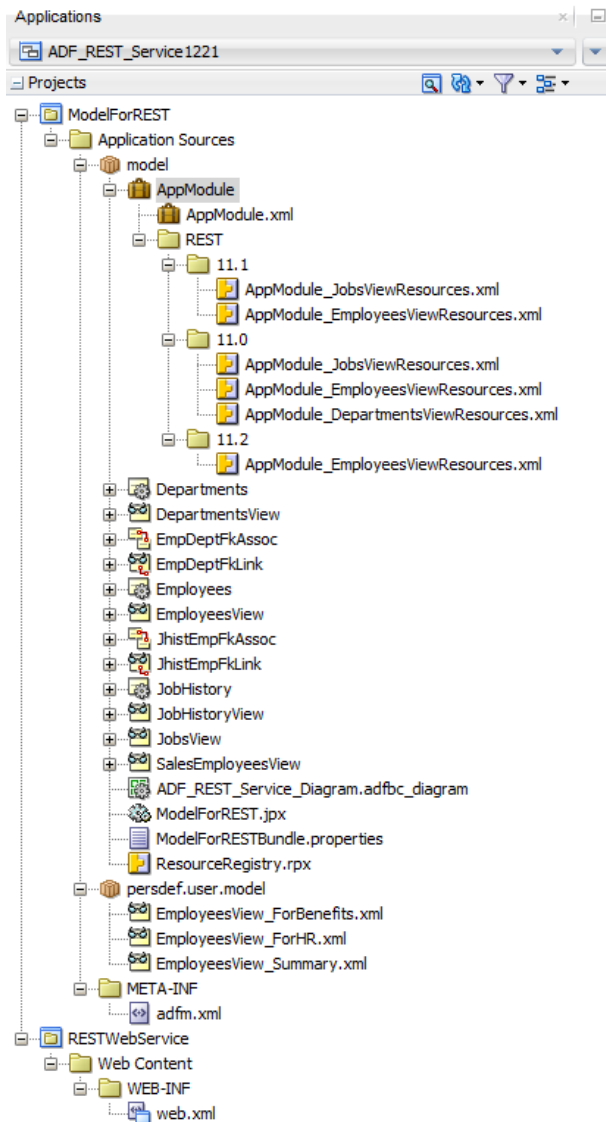 Applications
ADF_REST_Service1221
Projects
ModelForREST
Application Sources
model
AppModule
AppModule.xml
REST
11.1
AppModule_JobsViewResources.xml
AppModule_EmployeesViewResources.xml
11.0
AppModule_JobsViewResources.xml
AppModule_EmployeesViewResources.xml
AppModule_DepartmentsViewResources.xml
11.2
AppModule_EmployeesViewResources.xml
Departments
DepartmentsView
EmpDeptFkAssoc
EmpDeptFkLink
Employees
EmployeesView
JhistEmpFkAssoc
JhistEmpFkLink
JobHistory
JobHistoryView
JobsView
SalesEmployeesView
ADF_REST_Service_Diagram.adfbc_diagram
ModelForREST.jpx
ModelForRESTBundle.properties
ResourceRegistry.rpx
persdef.user.model
EmployeesView_ForBenefits.xml
EmployeesView_ForHR.xml
EmployeesView_Summary.xml
META-INF
adfm.xml
RESTWebService
Web Content
WEB-INF
web.xml